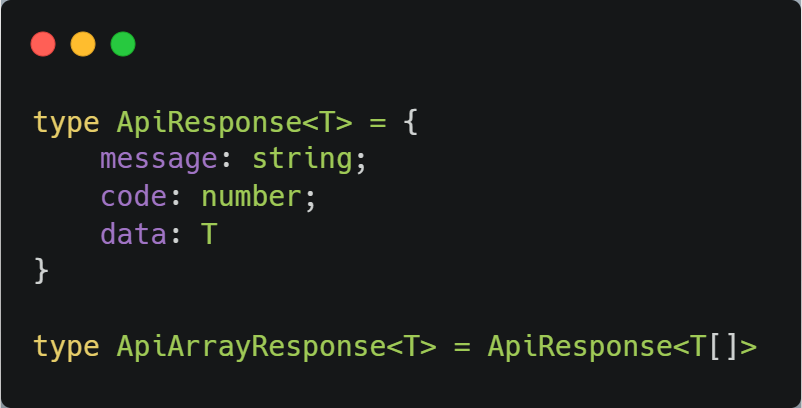 type ApiResponse<T> = {
    message: string;
    code: number;
    data: T
}

type ApiArrayResponse<T> = ApiResponse<T[]>